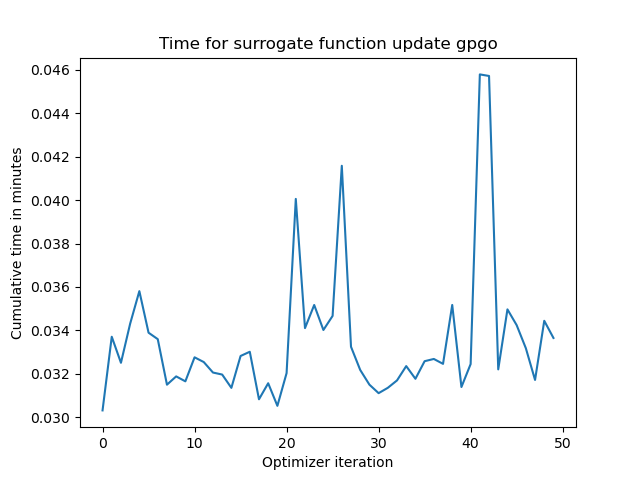 Time for surrogate function update gpgo
0.046
0.044
0.042
0.040
0.038
0.036
0.034
0.032
0.030
Cumulative time in minutes
0 10 20 30 40 50
Optimizer iteration